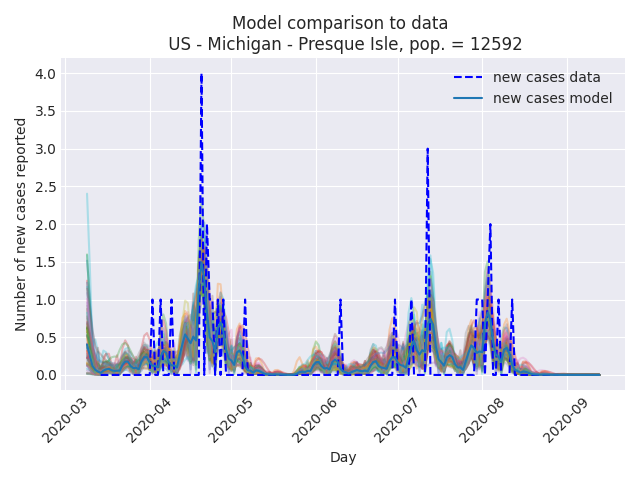 Model comparison to data
US - Michigan - Presque Isle, pop. = 12592
new cases data
new cases model
Number of new cases reported
4.0
3.5
3.0
2.5
2.0
1.5
1.0
0.5
0.0
2020-03
2020-04
2020-05
2020-06
2020-07
2020-08
2020-09
Day